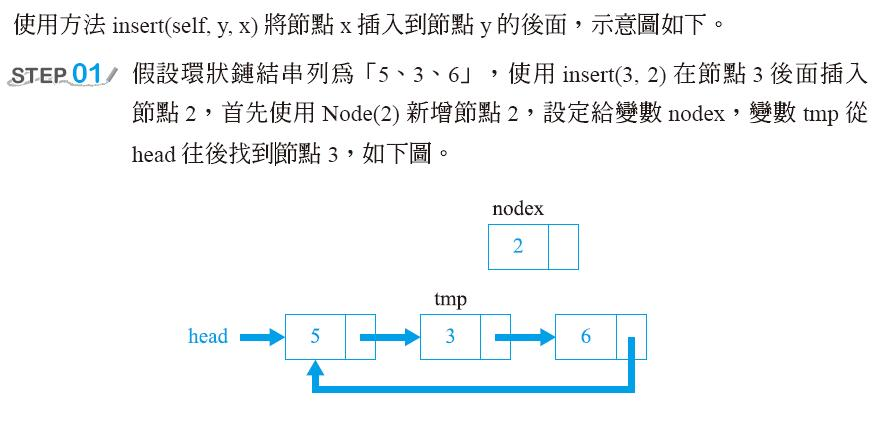 使用方法 insert(self, y, x) 將節點 x 插入到節點 y 的後面，示意圖如下。
STEP 01 假設環狀鏈結串列為「5、3、6」，使用 insert(3, 2) 在節點 3 後面插入
節點 2，首先使用 Node(2) 新增節點 2，設定給變數 nodex，變數 tmp 從
head 往後找到節點 3，如下圖。
nodex
2
tmp
head 5 3 6